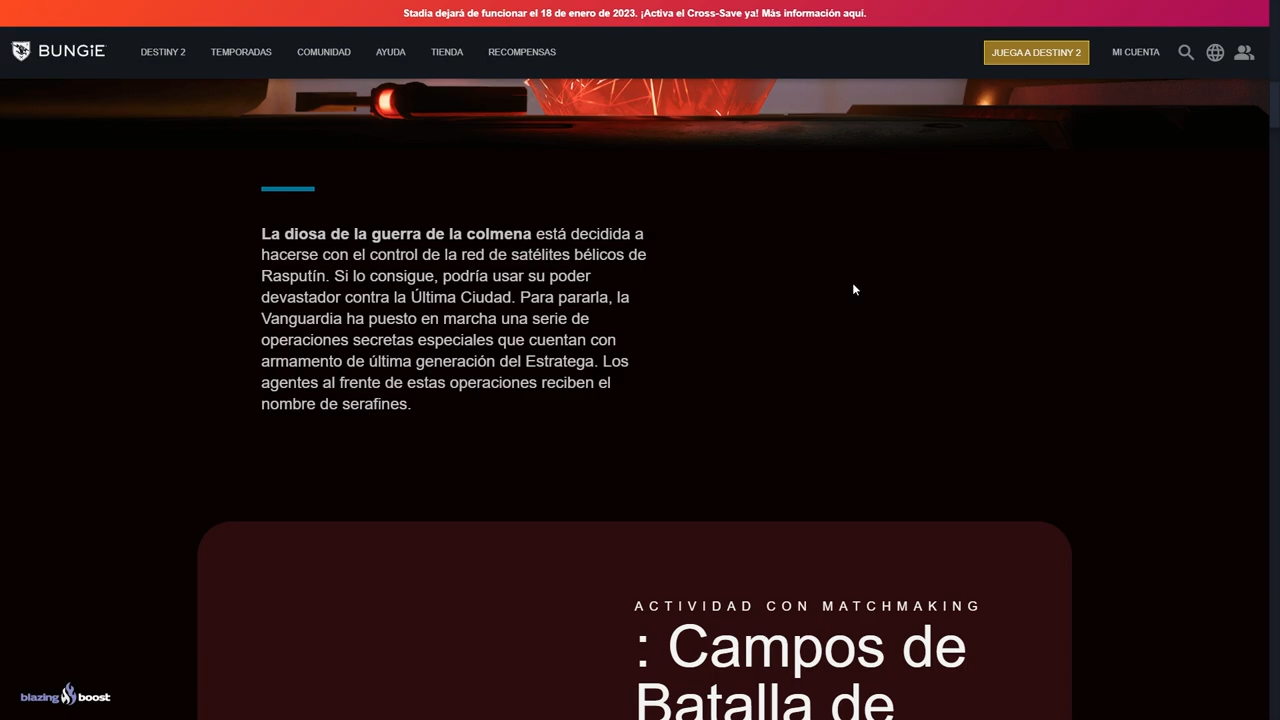 Stadia dejará de funcionar el 18 de enero de 2023. ¡Activa el Cross-Save ya! Más información aquí.
BUNGiE DESTINY 2 TEMPORADAS COMUNIDAD AYUDA TIENDA RECOMPENSAS JUEGA A DESTINY 2 MI CUENTA
La diosa de la guerra de la colmena está decidida a
hacerse con el control de la red de satélites bélicos de
Rasputín. Si lo consigue, podría usar su poder
devastador contra la Última Ciudad. Para pararla, la
Vanguardia ha puesto en marcha una serie de
operaciones secretas especiales que cuentan con
armamento de última generación del Estratega. Los
agentes al frente de estas operaciones reciben el
nombre de serafines.
ACTIVIDAD CON MATCHMAKING
: Campos de
Batalla de
blazing boost